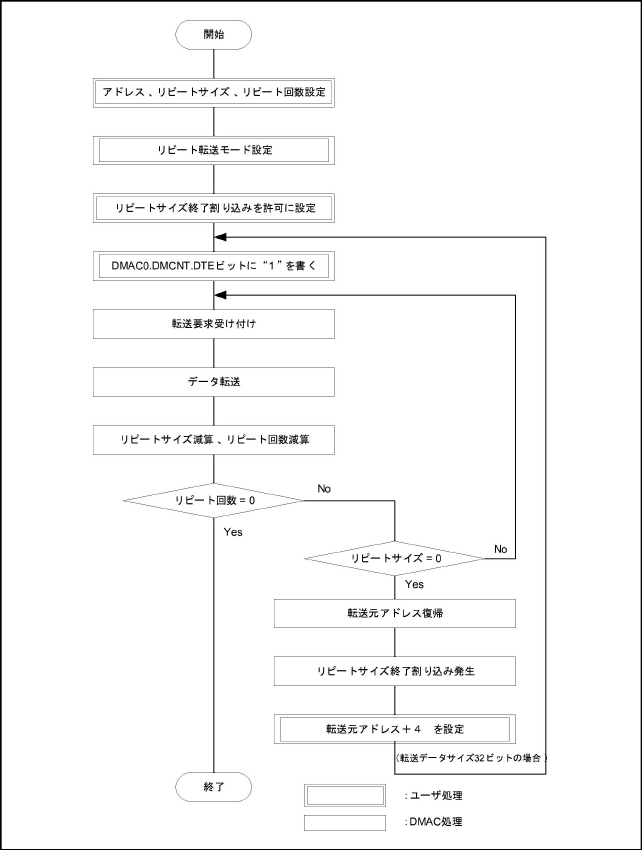 開始
アドレス、リピートサイズ、リピート回数設定
リピート転送モード設定
リピートサイズ終了割り込みを許可に設定
DMAC0.DMCNT.DTEビットに“1”を書く
転送要求受け付け
データ転送
リピートサイズ減算、リピート回数減算
リピート回数 = 0
No
Yes
リピートサイズ = 0
No
Yes
転送元アドレス復帰
リピートサイズ終了割り込み発生
転送元アドレス＋４　を設定
(転送データサイズ32ビットの場合)
終了
: ユーザ処理
: DMAC処理